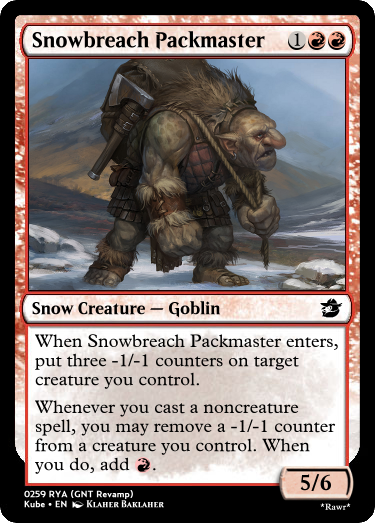 Snowbreach Packmaster 1
Snow Creature — Goblin
When Snowbreach Packmaster enters,
put three -1/-1 counters on target
creature you control.
Whenever you cast a noncreature
spell, you may remove a -1/-1 counter
from a creature you control. When
you do, add .
5/6
0259 RYA (GNT Revamp)
Kube • EN Klaher Baklaher
*Rawr*